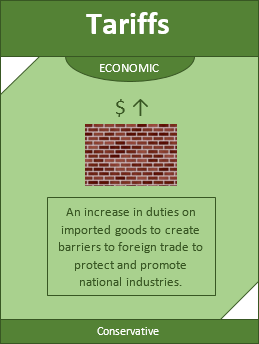 Tariffs
ECONOMIC
$ ↑
An increase in duties on
imported goods to create
barriers to foreign trade to
protect and promote
national industries.
Conservative